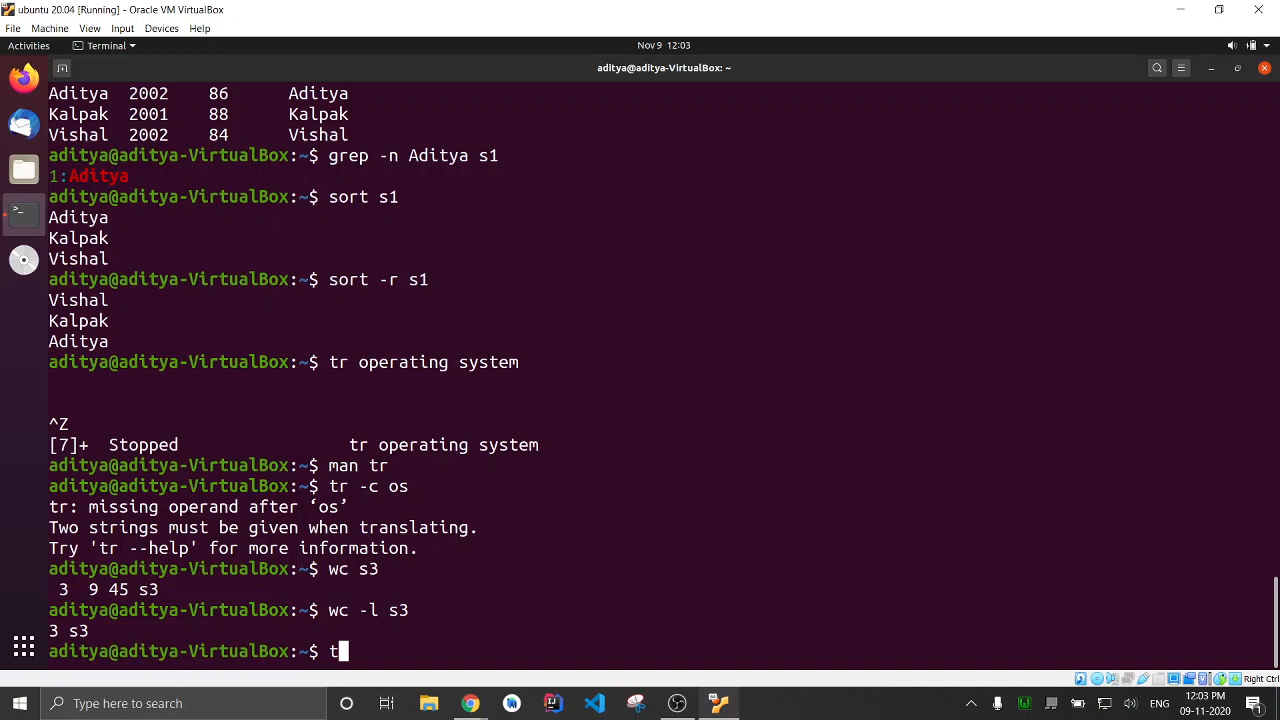 ubuntu 20.04 [Running] - Oracle VM VirtualBox
File Machine View Input Devices Help
Activities Terminal Nov 9 12:03
aditya@aditya-VirtualBox: ~
Aditya 2002 86 Aditya
Kalpak 2001 88 Kalpak
Vishal 2002 84 Vishal
aditya@aditya-VirtualBox:~$ grep -n Aditya s1
1:Aditya
aditya@aditya-VirtualBox:~$ sort s1
Aditya
Kalpak
Vishal
aditya@aditya-VirtualBox:~$ sort -r s1
Vishal
Kalpak
Aditya
aditya@aditya-VirtualBox:~$ tr operating system
^Z
[7]+ Stopped tr operating system
aditya@aditya-VirtualBox:~$ man tr
aditya@aditya-VirtualBox:~$ tr -c os
tr: missing operand after ‘os’
Two strings must be given when translating.
Try 'tr --help' for more information.
aditya@aditya-VirtualBox:~$ wc s3
3 9 45 s3
aditya@aditya-VirtualBox:~$ wc -l s3
3 s3
aditya@aditya-VirtualBox:~$ t
Right Ctrl
Type here to search
ENG
12:03 PM
09-11-2020